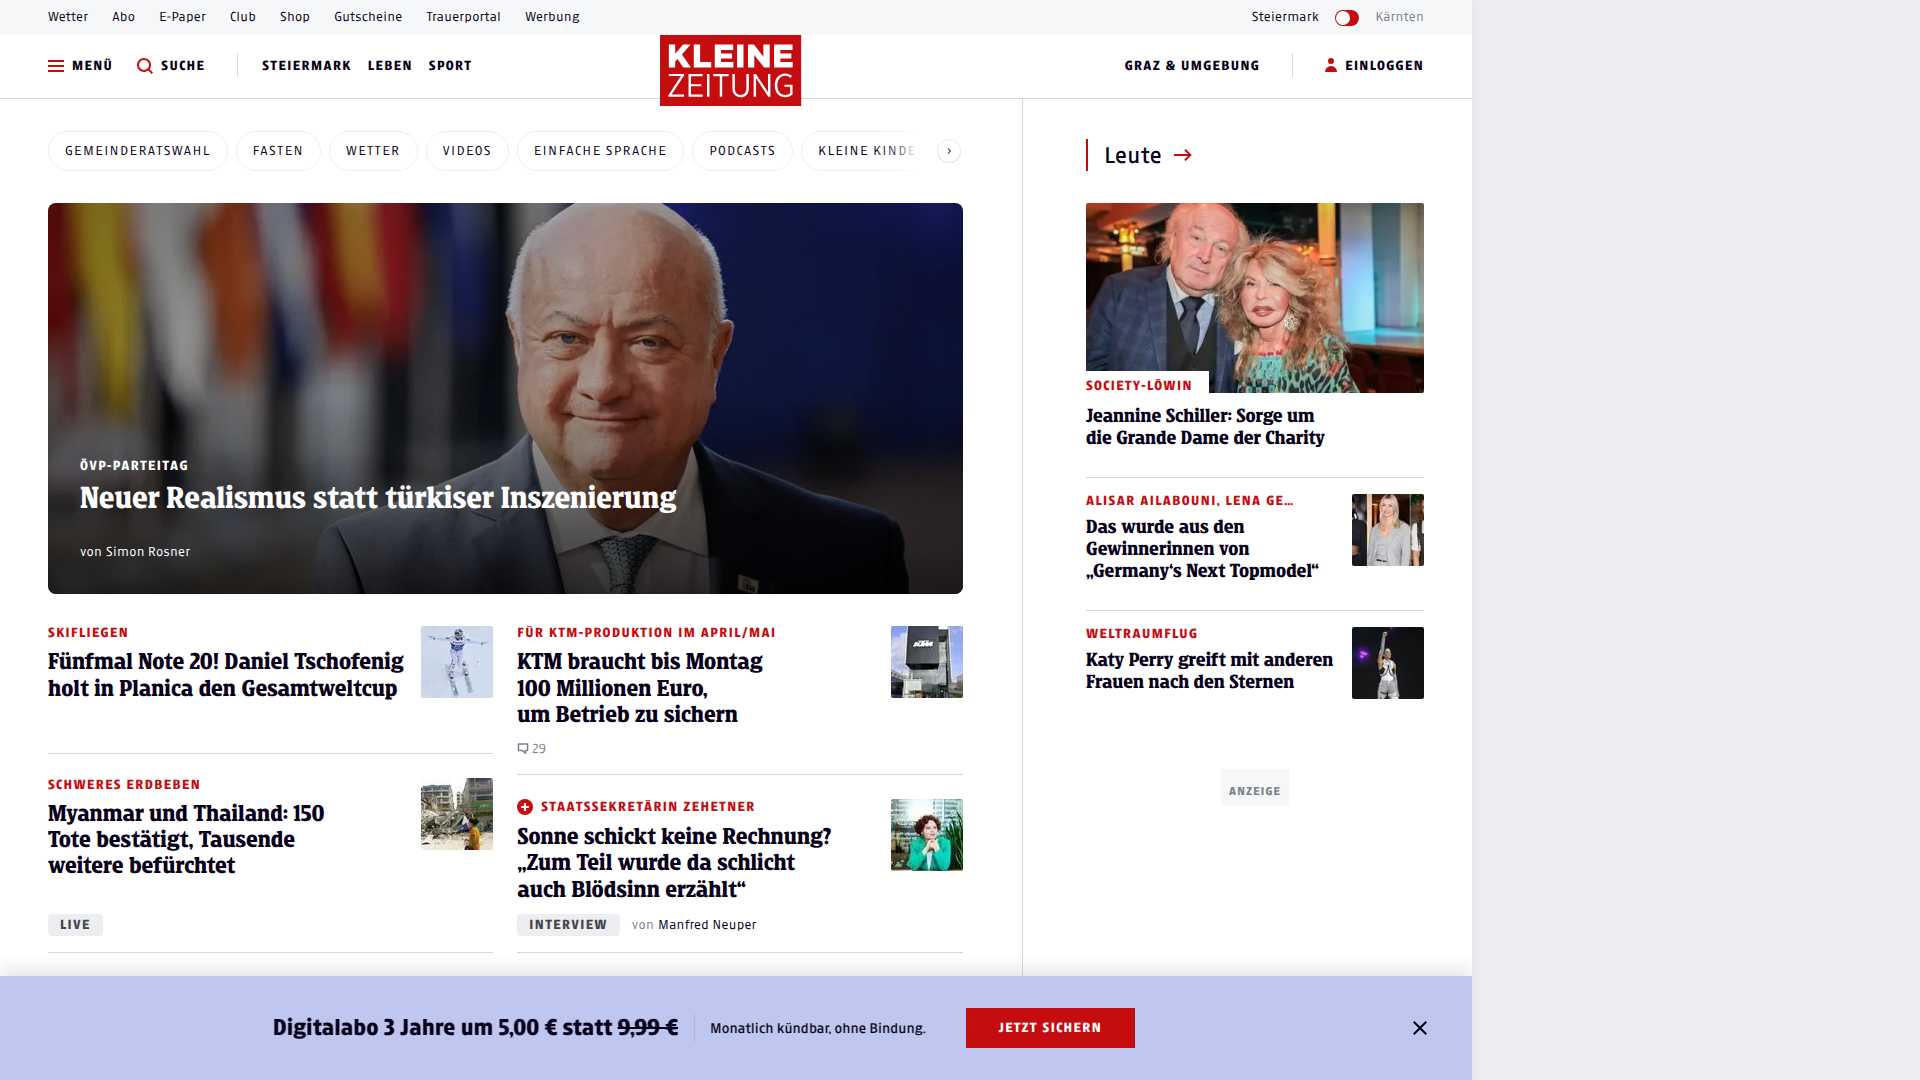 Wetter Abo E-Paper Club Shop Gutscheine Trauerportal Werbung Steiermark Kärnten
MENÜ SUCHE STEIERMARK LEBEN SPORT KLEINE ZEITUNG GRAZ & UMGEBUNG EINLOGGEN
GEMEINDERATSWAHL FASTEN WETTER VIDEOS EINFACHE SPRACHE PODCASTS KLEINE KINDE
ÖVP-PARTEITAG
Neuer Realismus statt türkiser Inszenierung
von Simon Rosner
SKIFLIEGEN
Fünfmal Note 20! Daniel Tschofenig
holt in Planica den Gesamtweltcup
FÜR KTM-PRODUKTION IM APRIL/MAI
KTM braucht bis Montag
100 Millionen Euro,
um Betrieb zu sichern
29
SCHWERES ERDBEBEN
Myanmar und Thailand: 150
Tote bestätigt, Tausende
weitere befürchtet
LIVE
STAATSSEKRETÄRIN ZEHETNER
Sonne schickt keine Rechnung?
„Zum Teil wurde da schlicht
auch Blödsinn erzählt“
INTERVIEW von Manfred Neuper
Leute
SOCIETY-LÖWIN
Jeannine Schiller: Sorge um
die Grande Dame der Charity
ALISAR AILABOUNI, LENA GE…
Das wurde aus den
Gewinnerinnen von
„Germany‘s Next Topmodel“
WELTRAUMFLUG
Katy Perry greift mit anderen
Frauen nach den Sternen
ANZEIGE
Digitalabo 3 Jahre um 5,00 € statt 9,99 € Monatlich kündbar, ohne Bindung. JETZT SICHERN